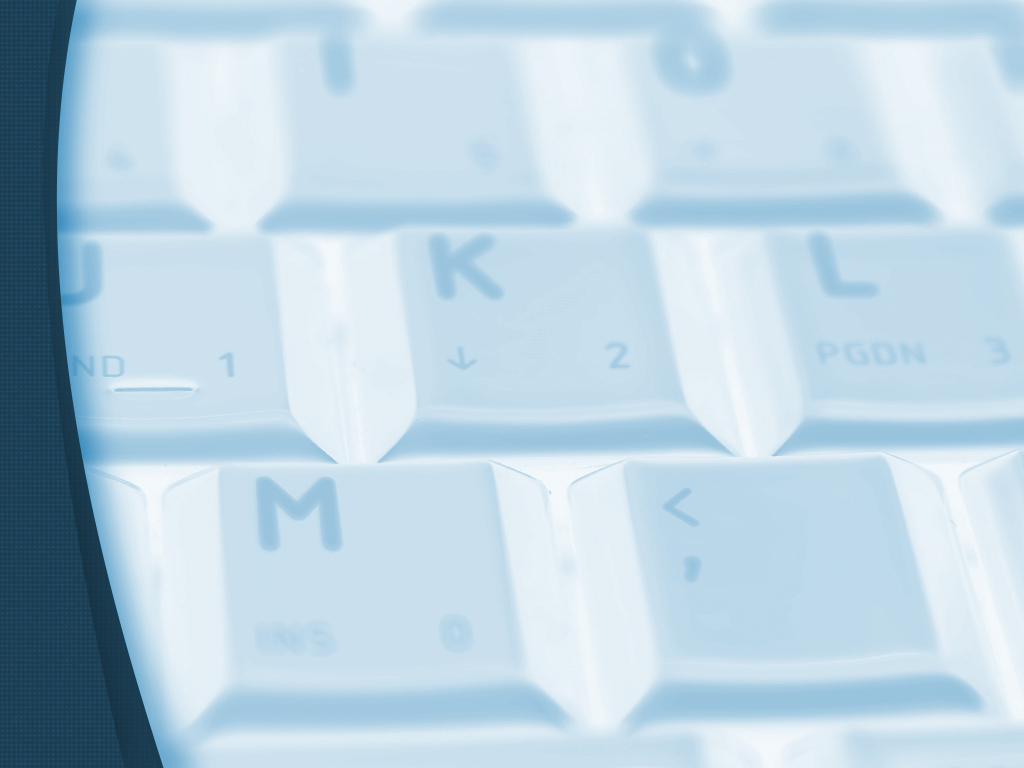 I O
J K L
ND 1 ↓ 2 PGDN 3
M <
,
INS 0